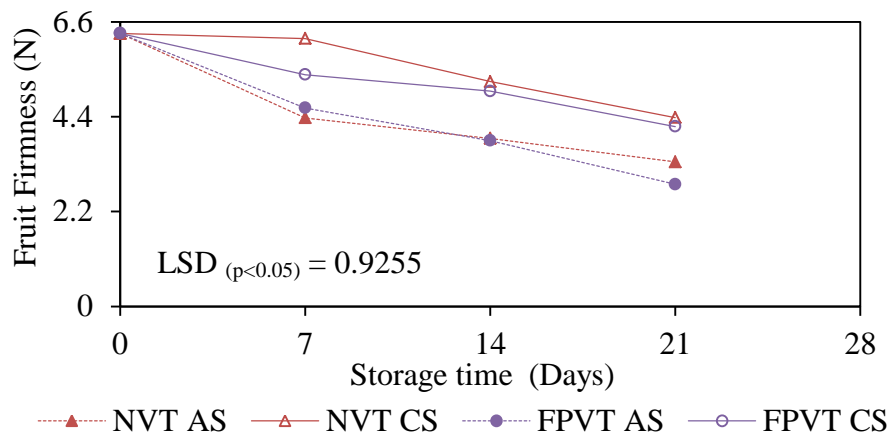 6.6
4.4
2.2
0
Fruit Firmness (N)
LSD (p<0.05) = 0.9255
0 7 14 21 28
Storage time (Days)
NVT AS NVT CS FPVT AS FPVT CS